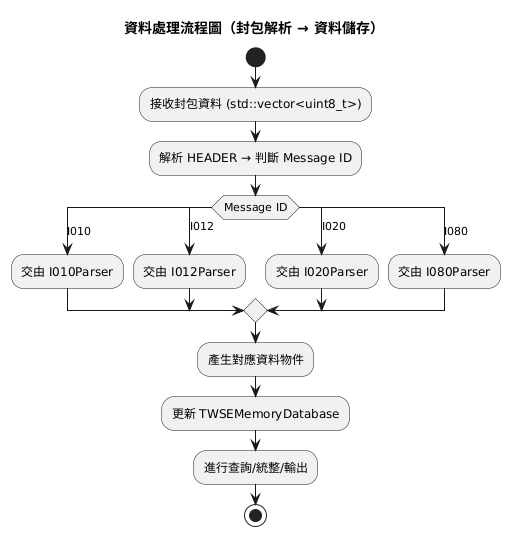 資料處理流程圖（封包解析 → 資料儲存）
接收封包資料 (std::vector<uint8_t>)
解析 HEADER → 判斷 Message ID
Message ID
I010
I012
I020
I080
交由 I010Parser
交由 I012Parser
交由 I020Parser
交由 I080Parser
產生對應資料物件
更新 TWSEMemoryDatabase
進行查詢/統整/輸出